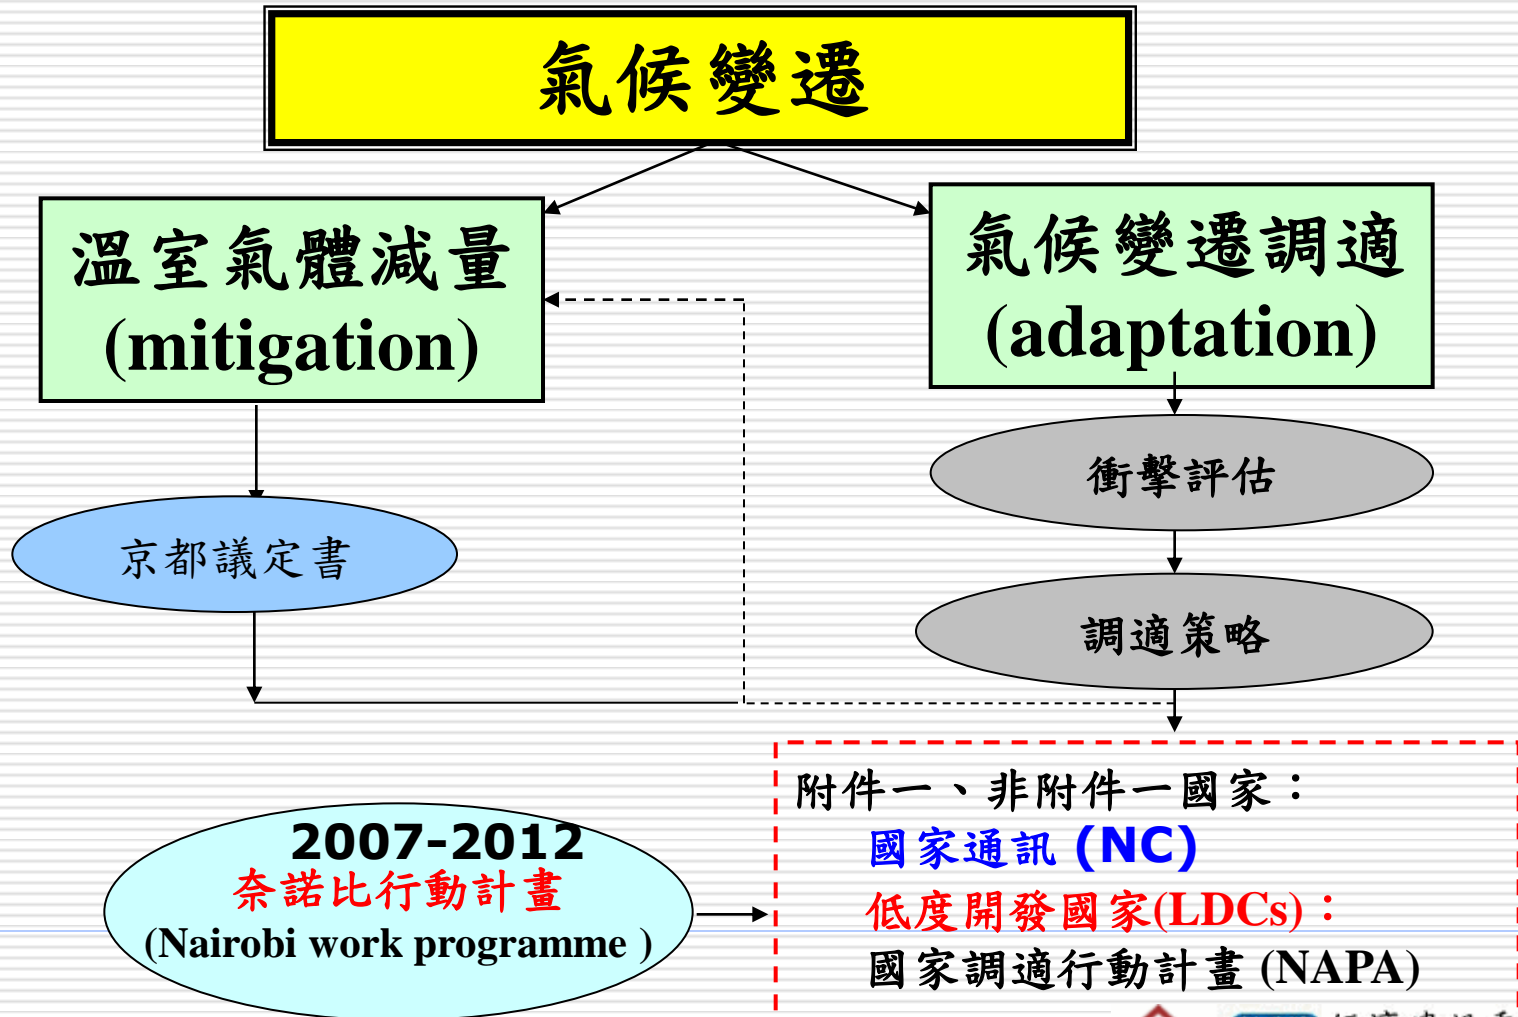 氣候變遷
溫室氣體減量
(mitigation)
氣候變遷調適
(adaptation)
衝擊評估
京都議定書
調適策略
附件一、非附件一國家：
國家通訊 (NC)
低度開發國家(LDCs)：
國家調適行動計畫 (NAPA)
2007-2012
奈諾比行動計畫
(Nairobi work programme )